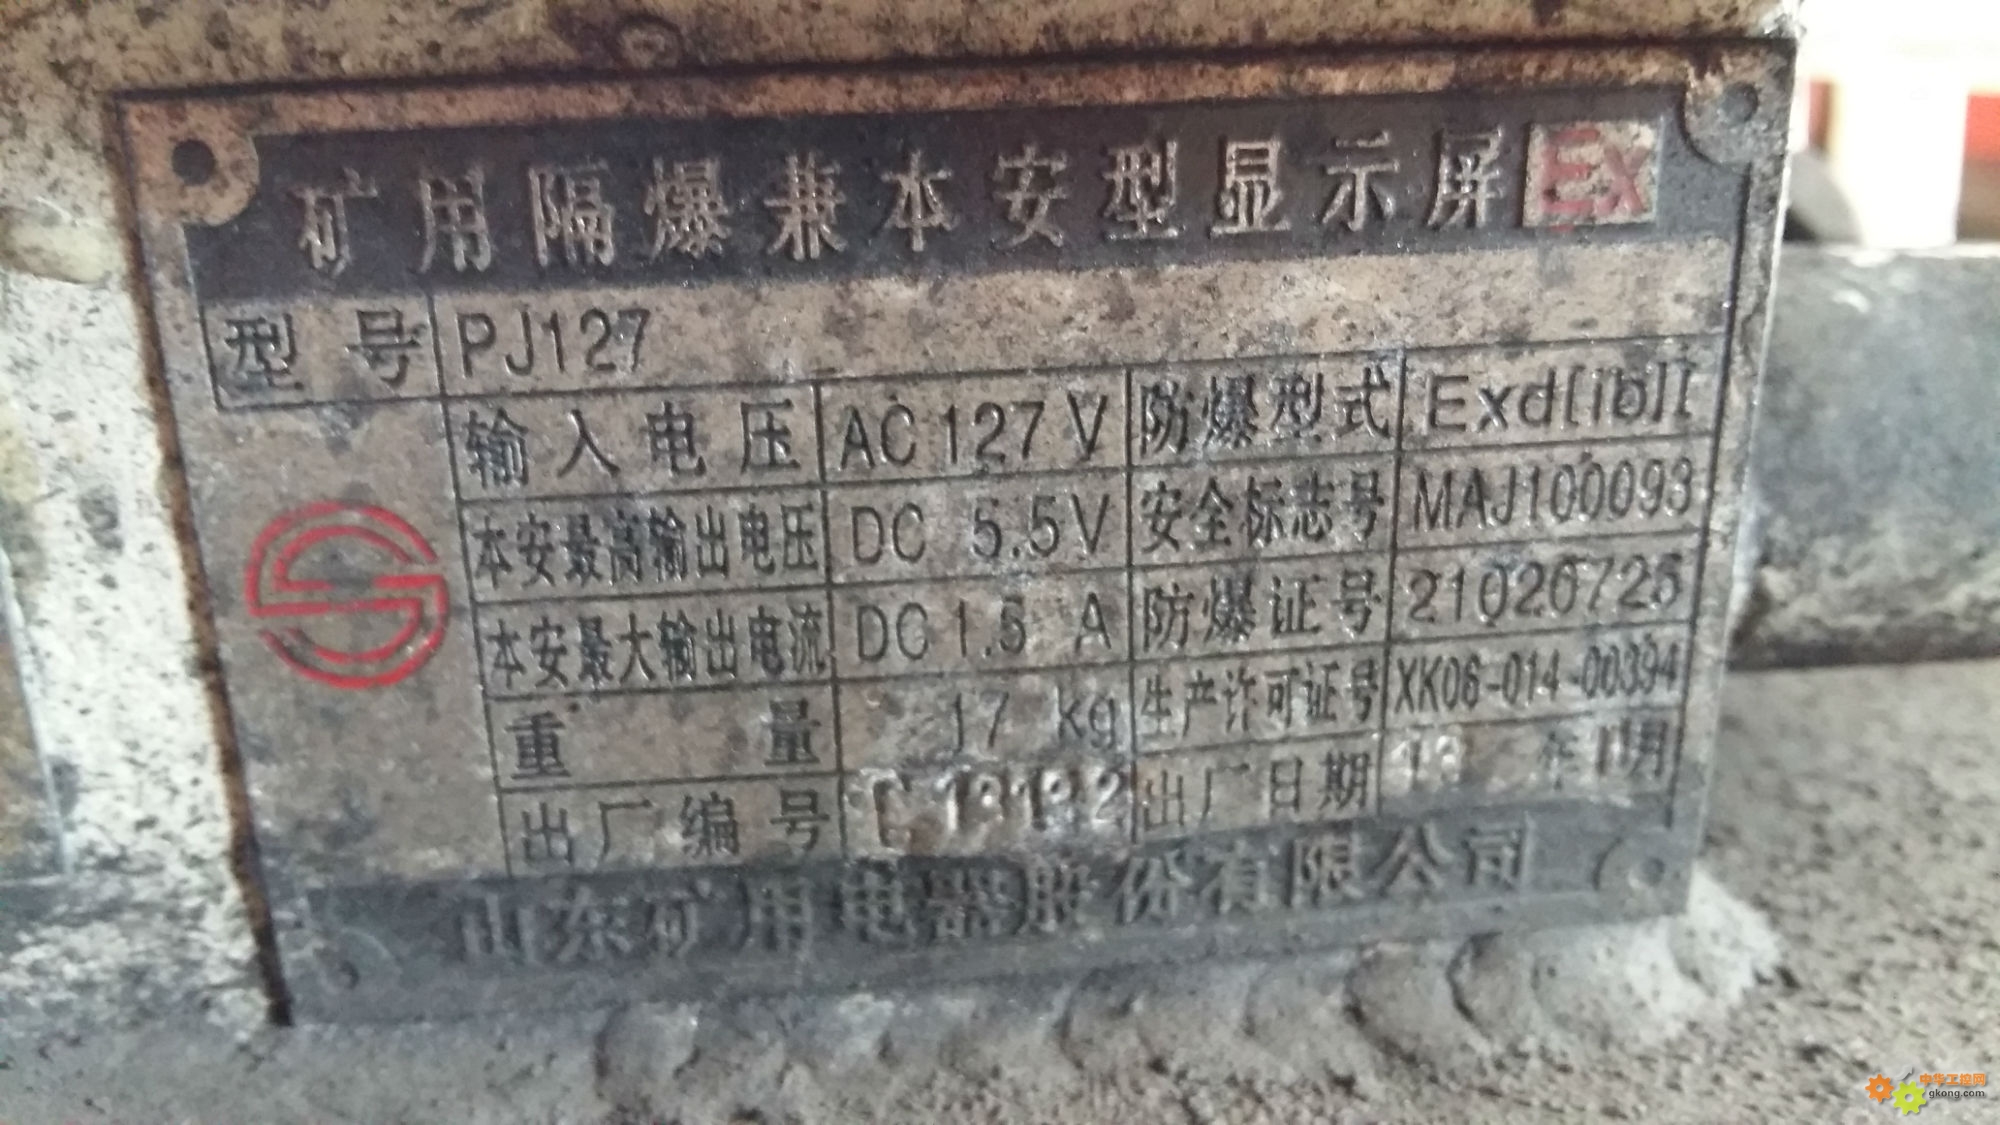 矿用隔爆兼本安型显示屏 Ex
型号 PJ127
输入电压 AC 127 V 防爆型式 Exd[ib]I
本安最高输出电压 DC 5.5V 安全标志号 MAJ100093
本安最大输出电流 DC 1.5 A 防爆证号 21026725
重量 17 kg 生产许可证号 XK06-014-00394
出厂编号 出厂日期 13 年 11月
山东矿用电器股份有限公司
中华工控网
gkong.com